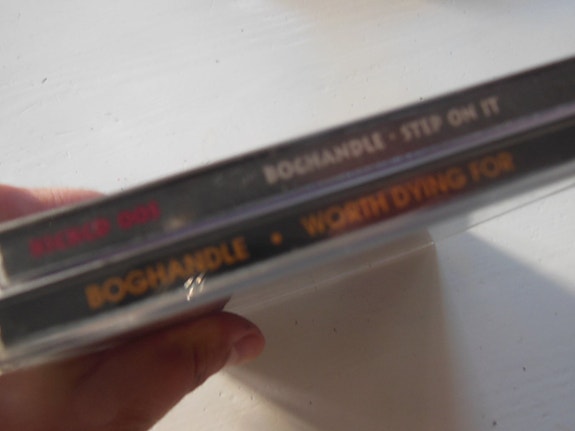 BOGHANDLE - STEP ON IT
BOGHANDLE • WORTH DYING FOR